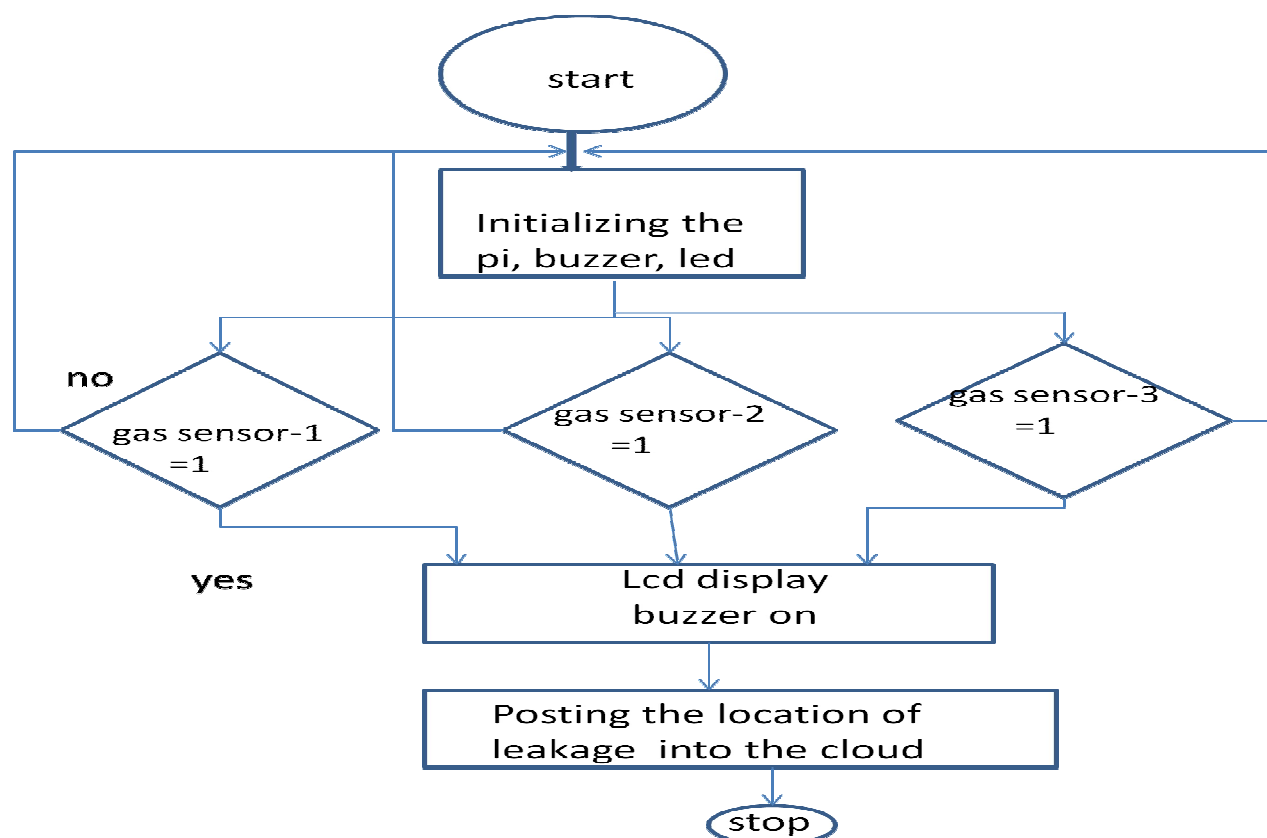 start
Initializing the
pi, buzzer, led
no
gas sensor-1
=1
gas sensor-2
=1
gas sensor-3
=1
yes
Lcd display
buzzer on
Posting the location of
leakage into the cloud
stop